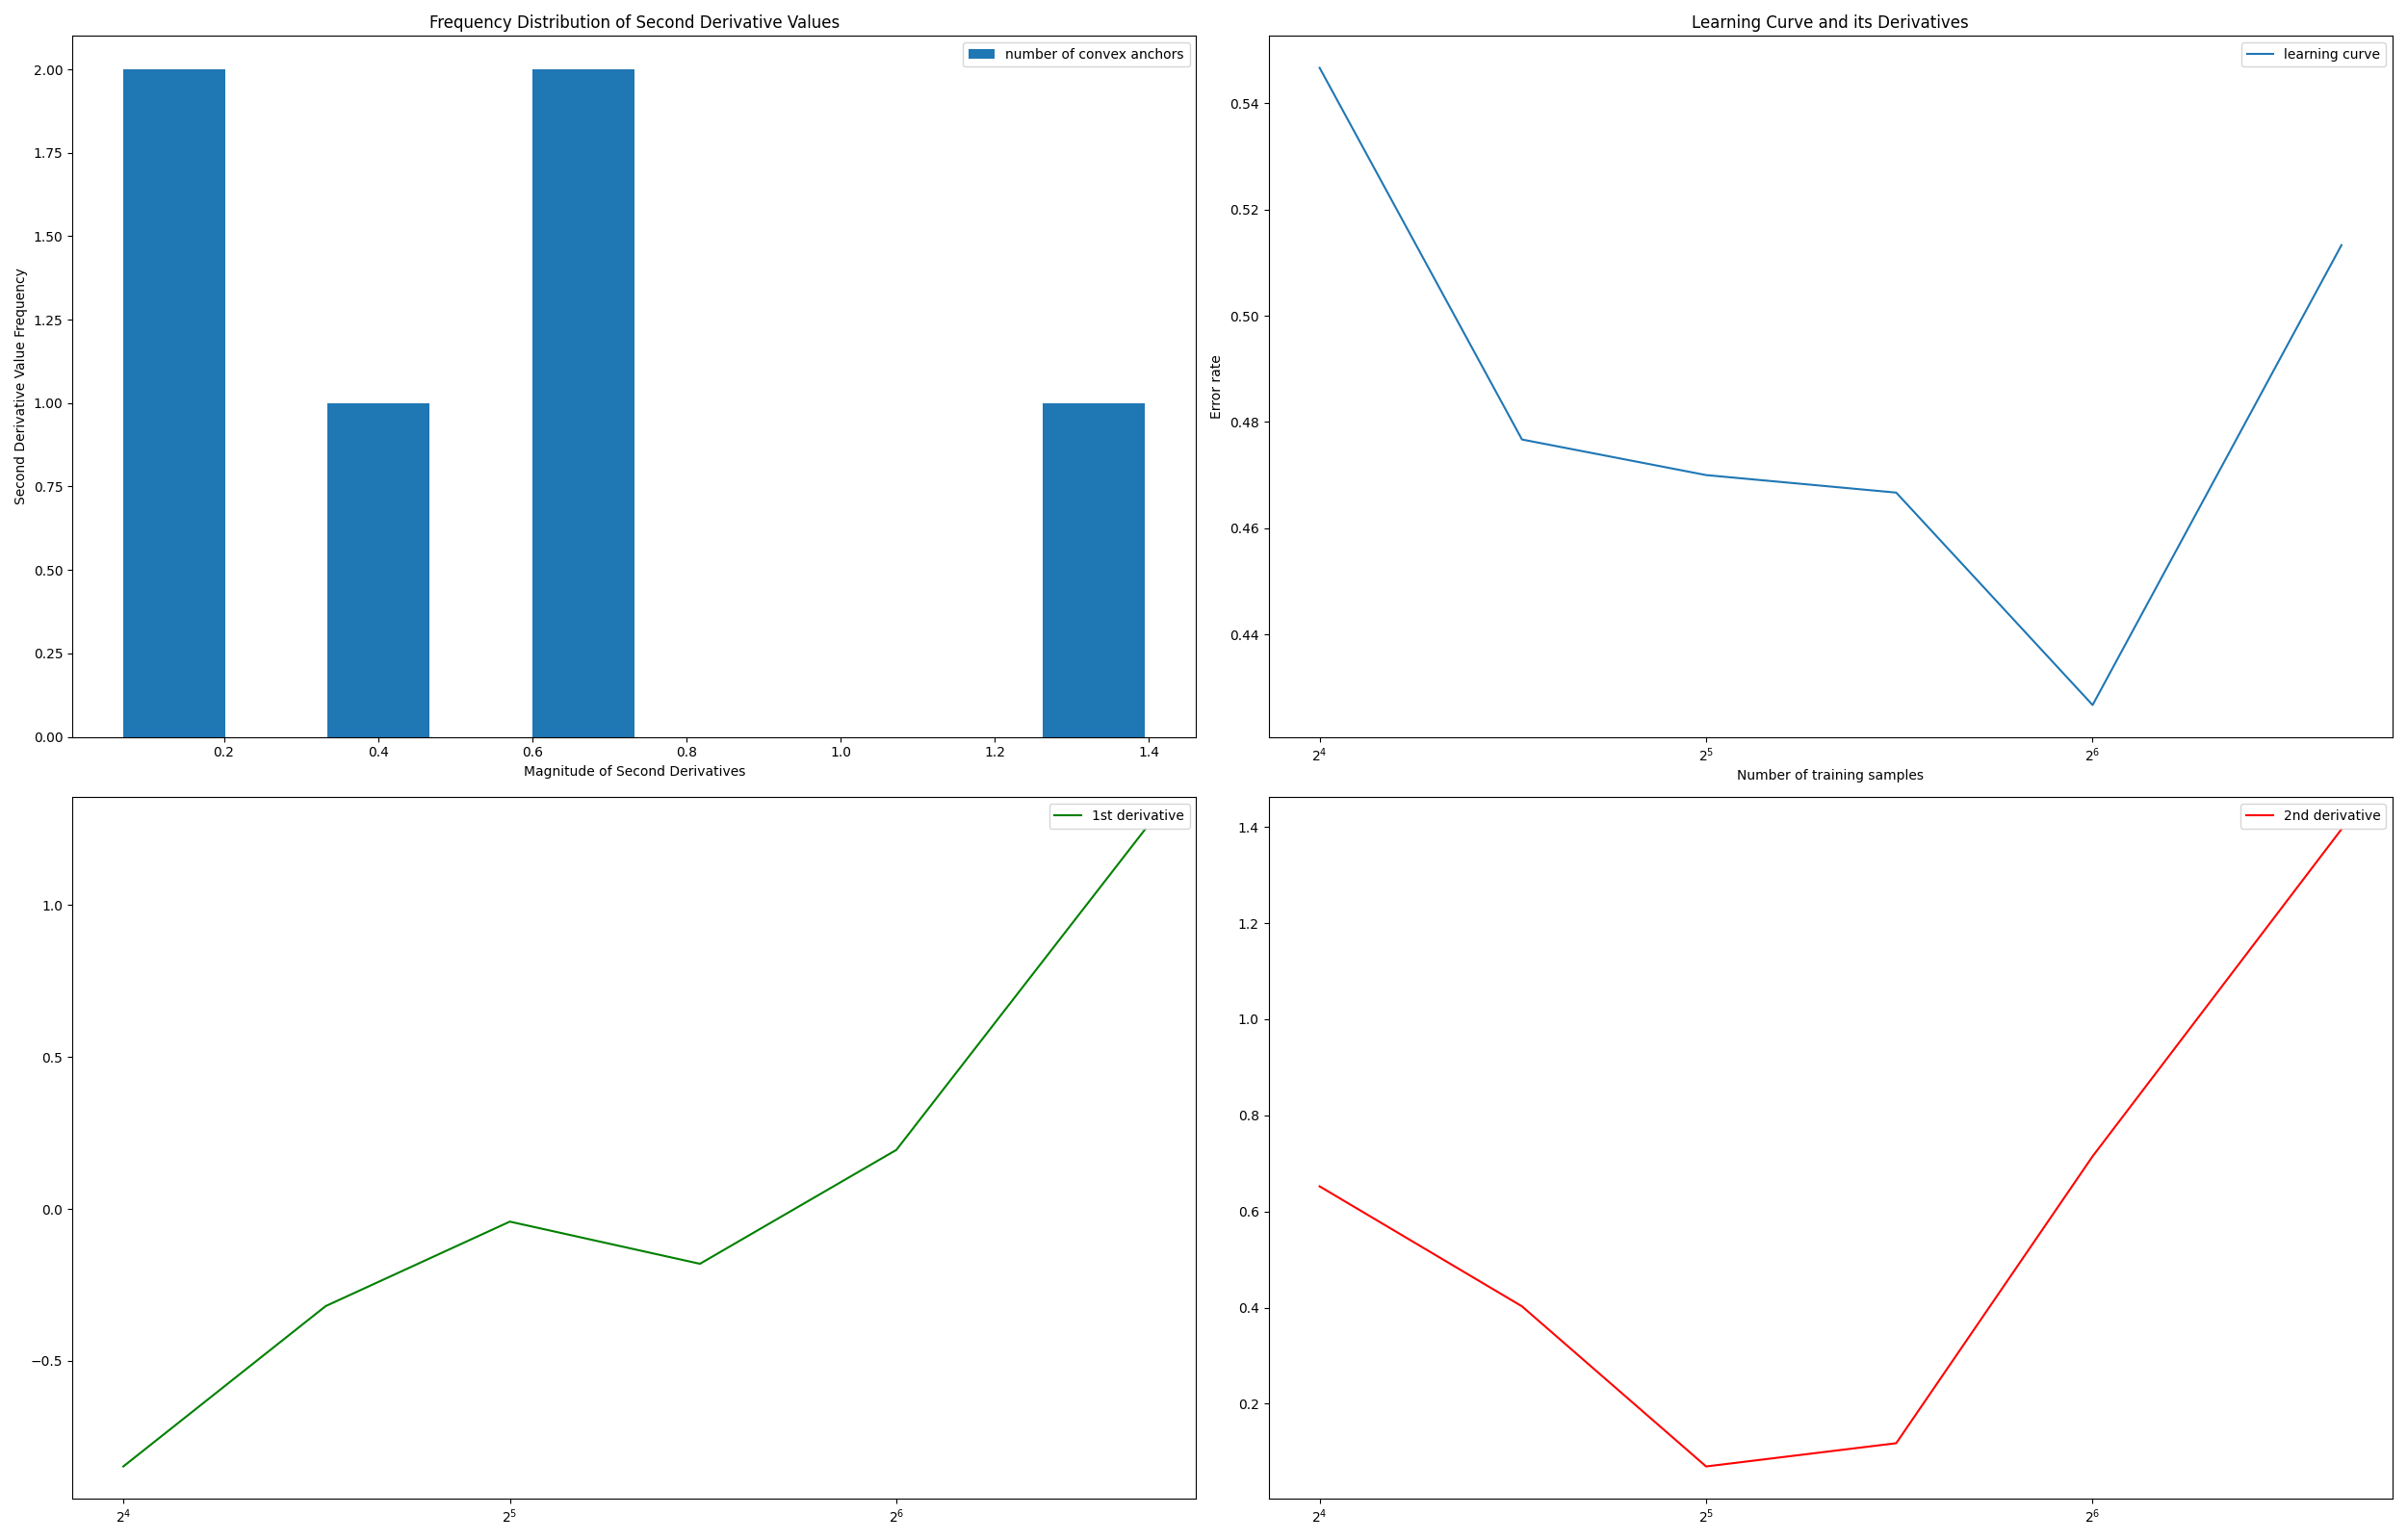 Frequency Distribution of Second Derivative Values
number of convex anchors
2.00
1.75
1.50
1.25
1.00
0.75
0.50
0.25
0.00
Second Derivative Value Frequency
0.2 0.4 0.6 0.8 1.0 1.2 1.4
Magnitude of Second Derivatives
Learning Curve and its Derivatives
learning curve
0.54
0.52
0.50
0.48
0.46
0.44
Error rate
2⁴ 2⁵ 2⁶
Number of training samples
1st derivative
1.0
0.5
0.0
−0.5
2⁴ 2⁵ 2⁶
2nd derivative
1.4
1.2
1.0
0.8
0.6
0.4
0.2
2⁴ 2⁵ 2⁶